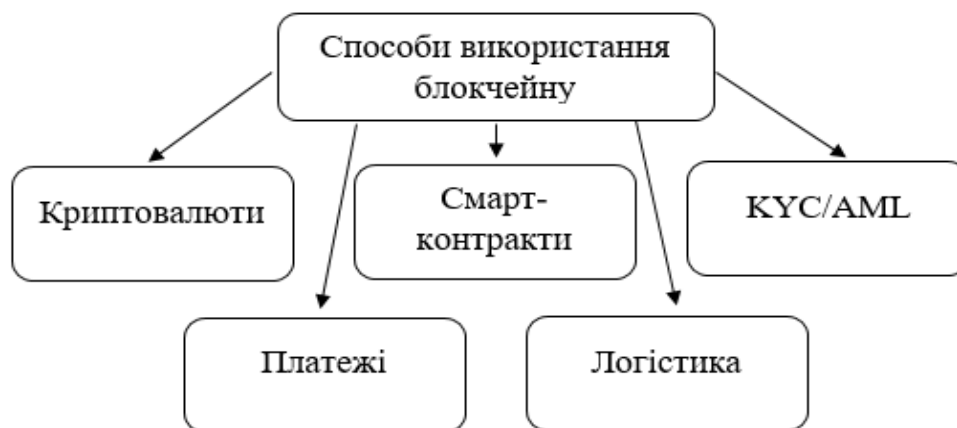 Способи використання
блокчейну
Криптовалюти
Смарт-
контракти
KYC/AML
Платежі
Логістика